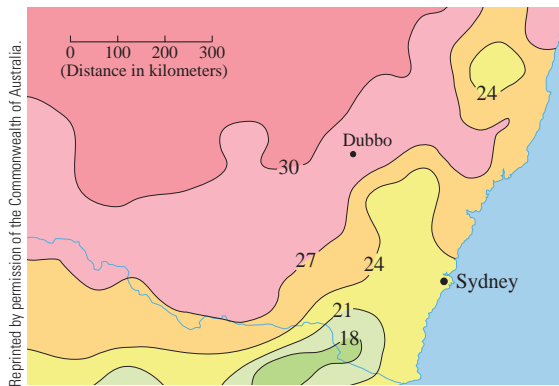 Reprinted by permission of the Commonwealth of Australia.
0 100 200 300
(Distance in kilometers)
24
Dubbo
30
27
24
Sydney
21
18